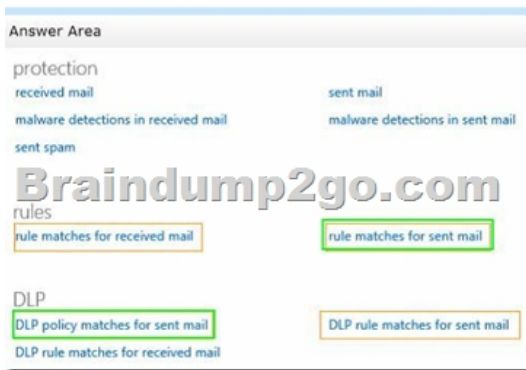 Answer Area
protection
received mail
sent mail
malware detections in received mail
malware detections in sent mail
sent spam
Braindump2go.com
rules
rule matches for received mail
rule matches for sent mail
DLP
DLP policy matches for sent mail
DLP rule matches for sent mail
DLP rule matches for received mail